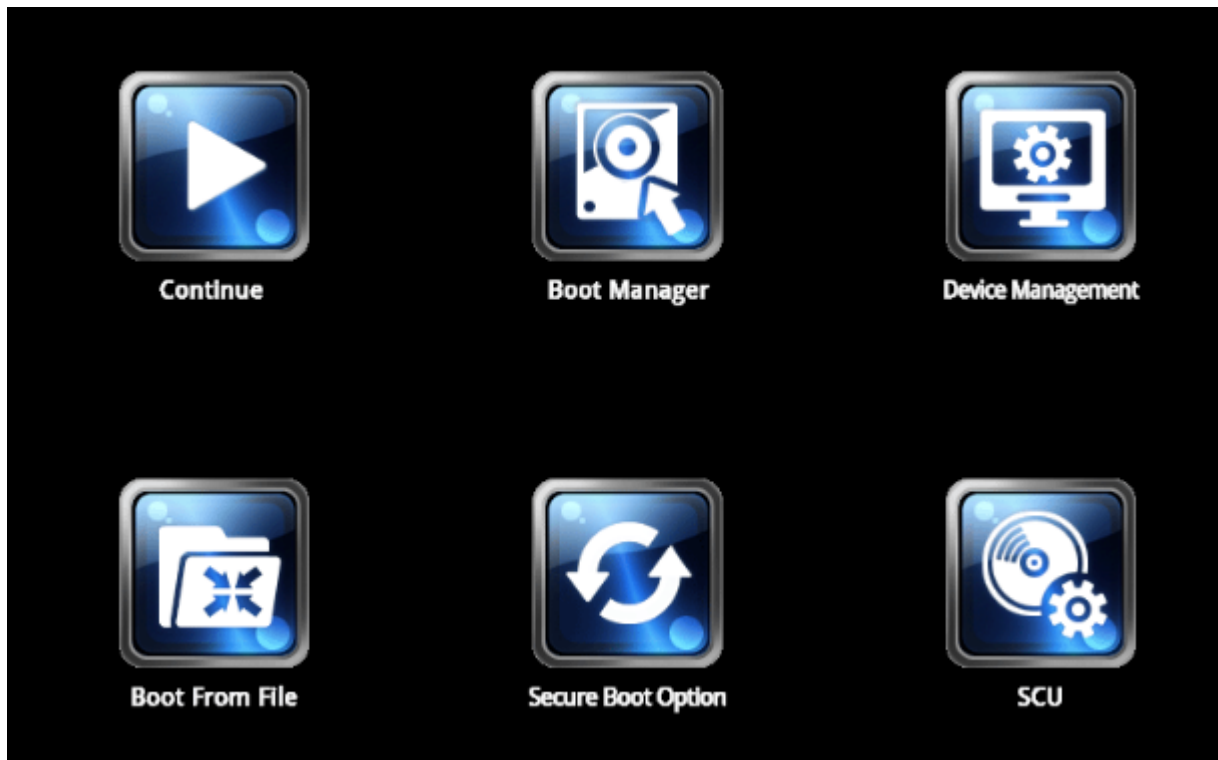 Continue
Boot Manager
Device Management
Boot From File
Secure Boot Option
SCU